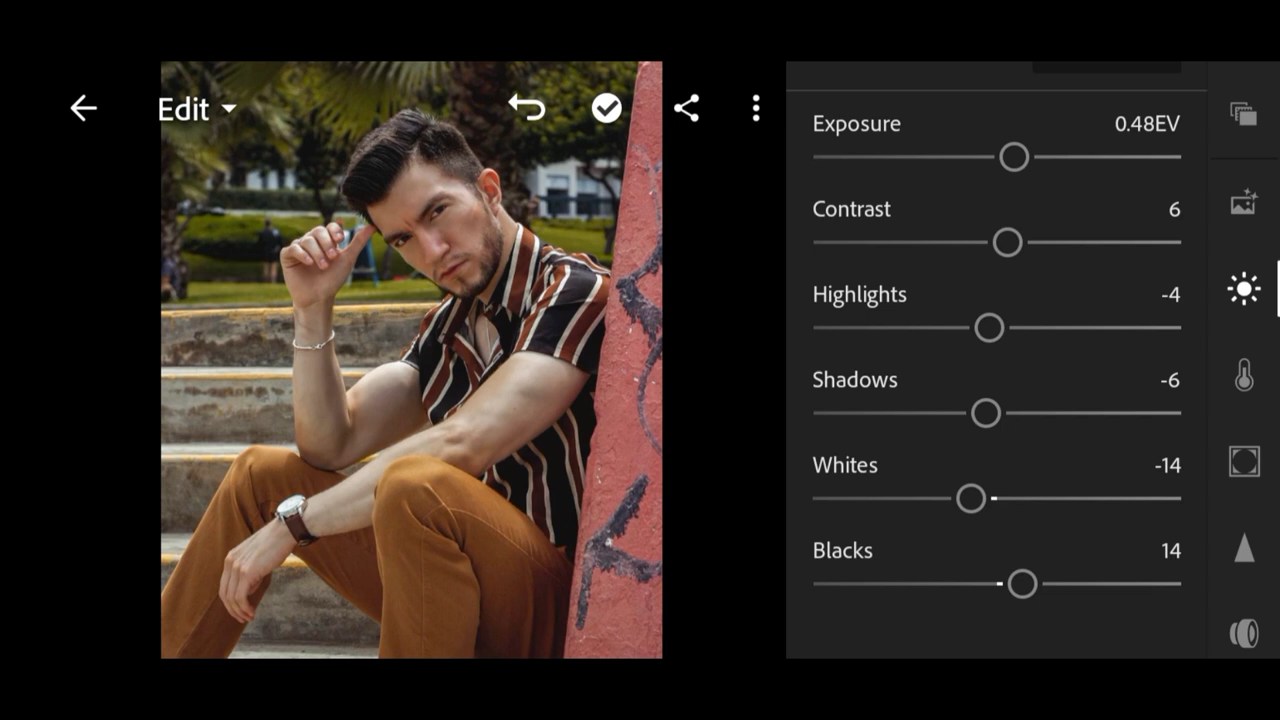 Edit
Exposure 0.48EV
Contrast 6
Highlights -4
Shadows -6
Whites -14
Blacks 14